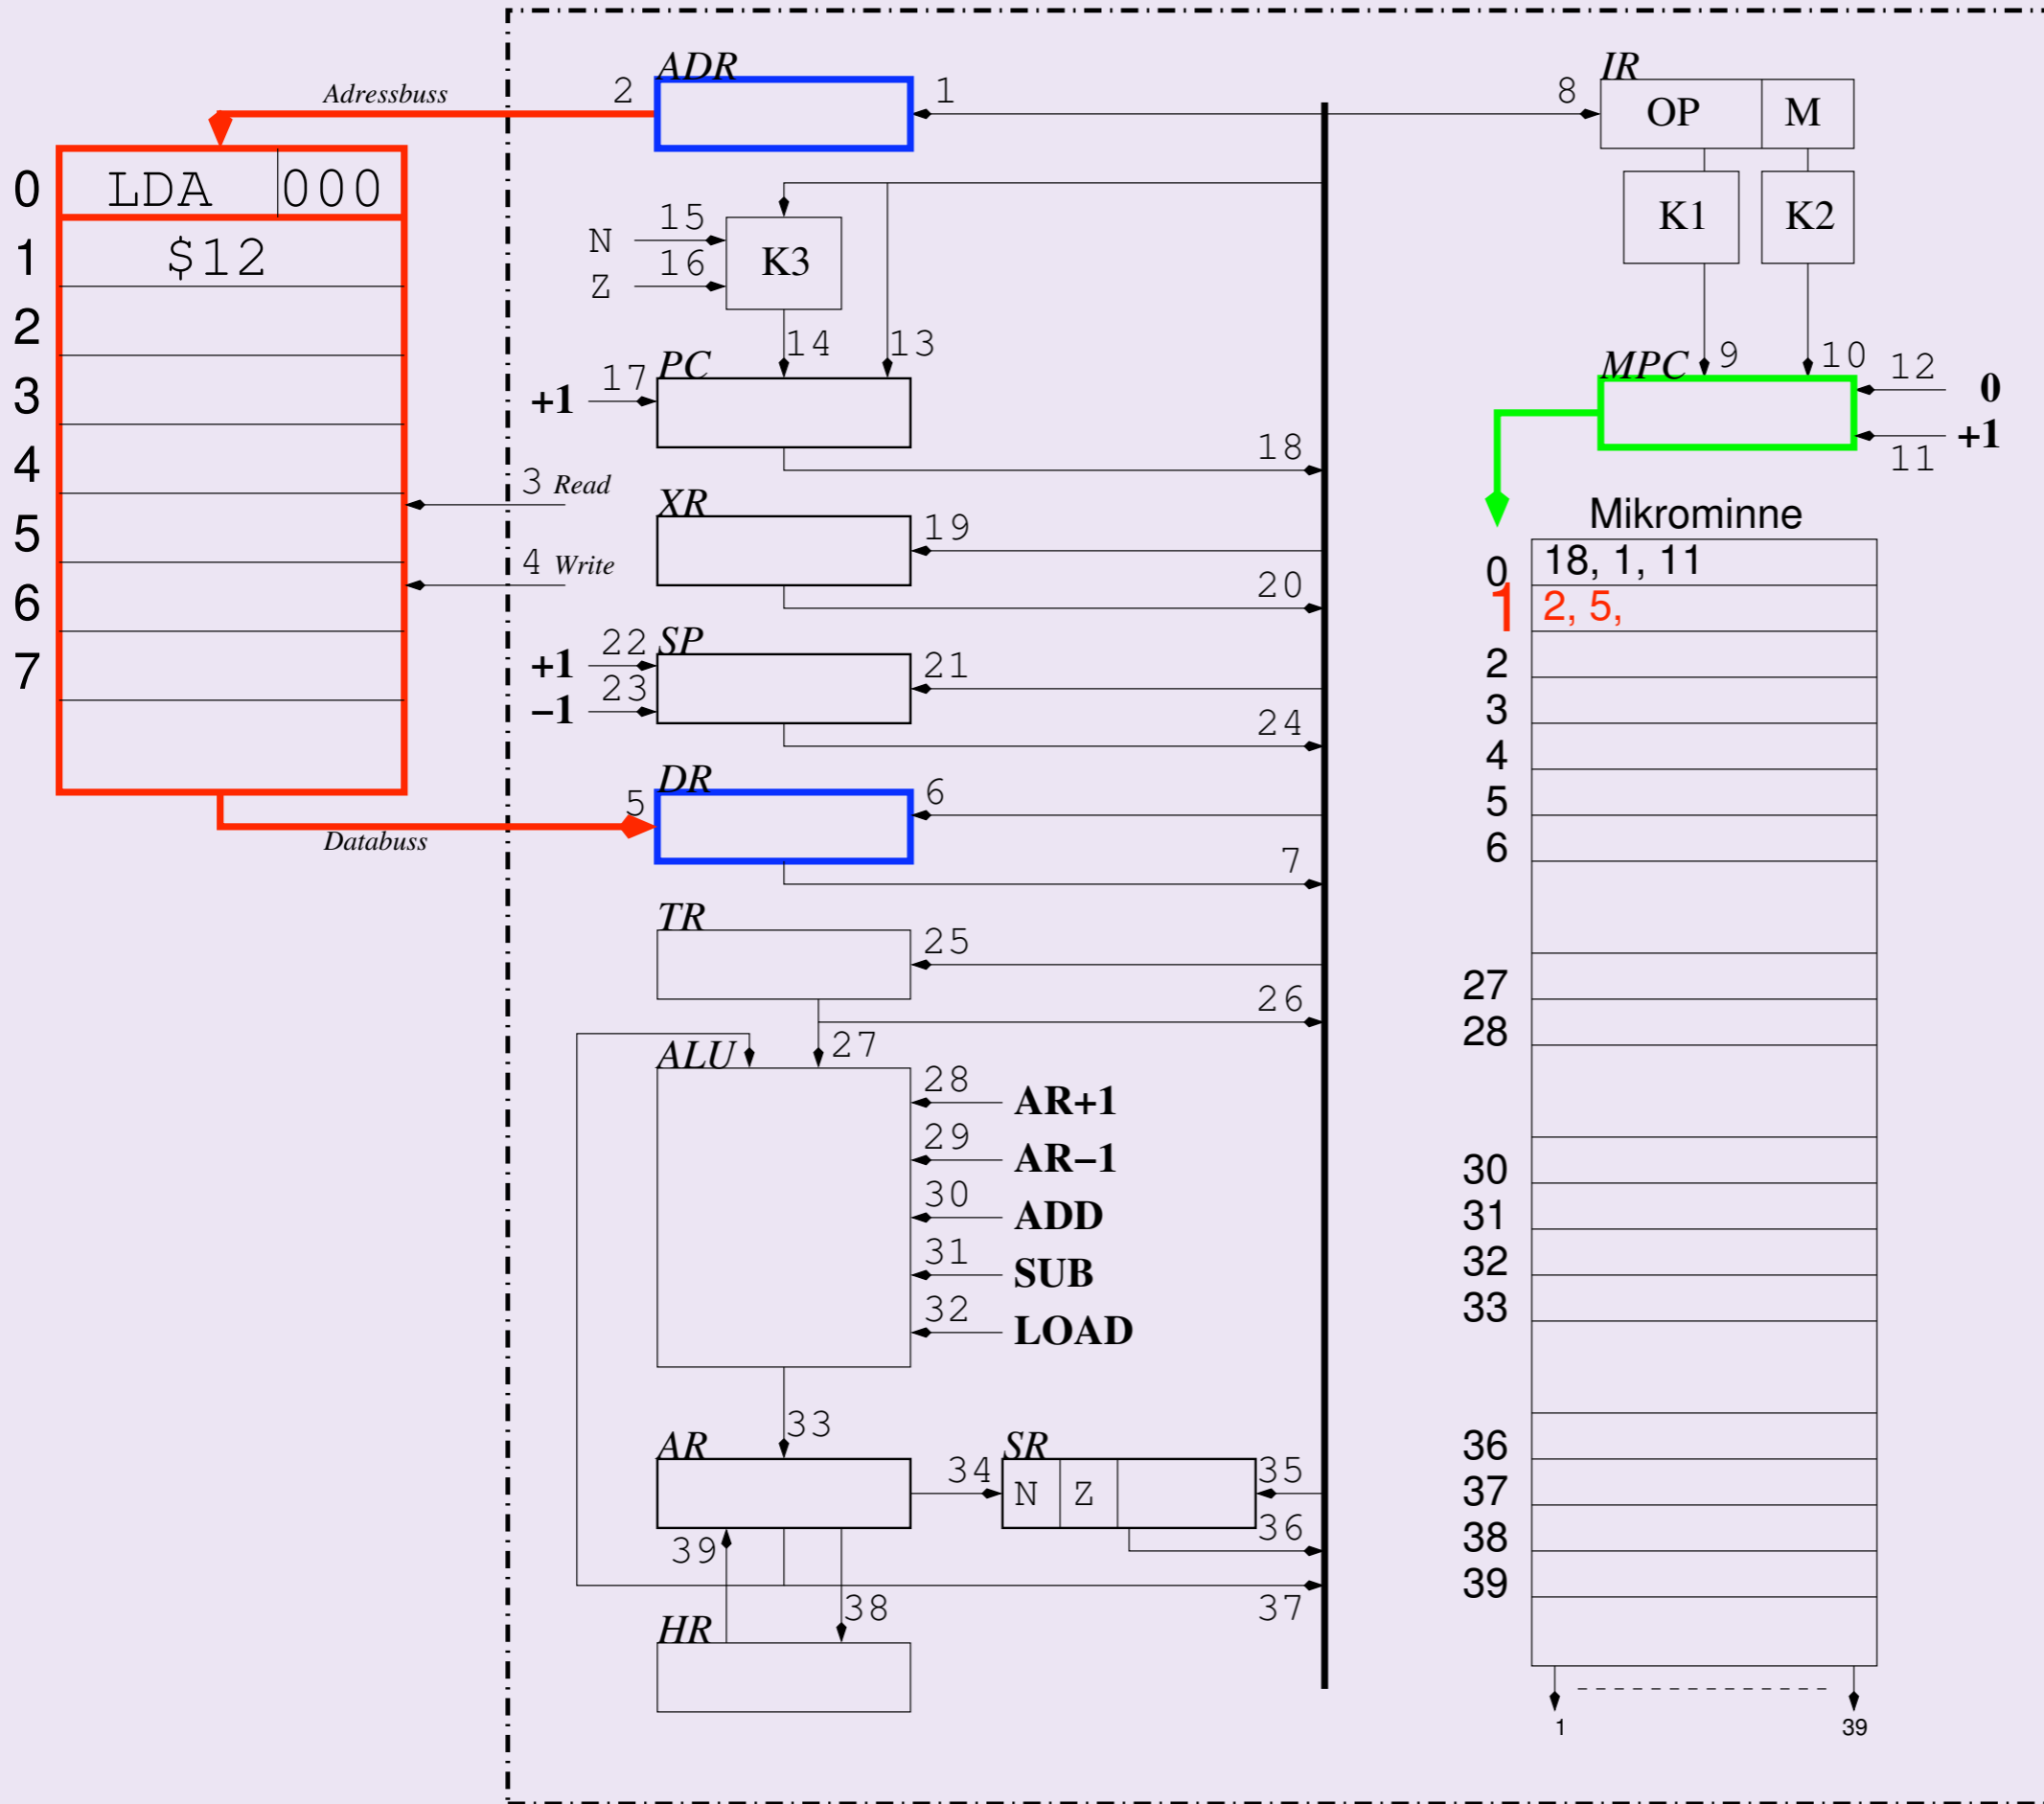 ADR
IR
2
Adressbuss
1
8
OP
M
0
LDA
000
1
$12
2
3
4
5
6
7
N
15
Z
16
K3
K1
K2
14
13
PC
+1
17
18
MPC
9
10
12
0
+1
11
3 Read
4 Write
XR
19
20
SP
+1
22
−1
23
21
24
DR
5
6
7
Databuss
TR
25
26
27
ALU
28
AR+1
29
AR−1
30
ADD
31
SUB
32
LOAD
33
AR
34
SR
N
Z
35
36
39
37
38
HR
Mikrominne
0
18, 1, 11
1
2, 5,
2
3
4
5
6
27
28
30
31
32
33
36
37
38
39
1
39